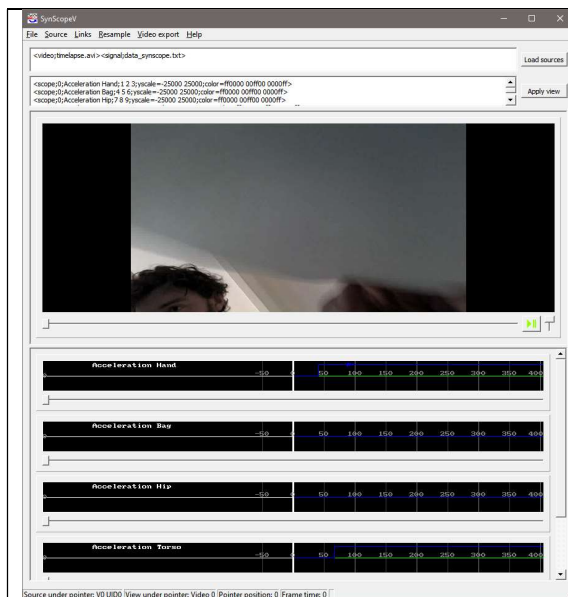 SynScopeV
File Source Links Resample Video export Help
<video;timelapse.avi><signal;data_synscope.txt>
Load sources
<scope;0;Acceleration Hand;1 2 3;yscale=-25000 25000;color=ff0000 00ff00 0000ff>
<scope;0;Acceleration Bag;4 5 6;yscale=-25000 25000;color=ff0000 00ff00 0000ff>
<scope;0;Acceleration Hip;7 8 9;yscale=-25000 25000;color=ff0000 00ff00 0000ff>
Apply view
Acceleration Hand
-50 0 50 100 150 200 250 300 350 400
Acceleration Bag
-50 0 50 100 150 200 250 300 350 400
Acceleration Hip
-50 0 50 100 150 200 250 300 350 400
Acceleration Torso
-50 0 50 100 150 200 250 300 350 400
Source under pointer: V0 UID0 View under pointer: Video 0 Pointer position: 0 Frame time: 0